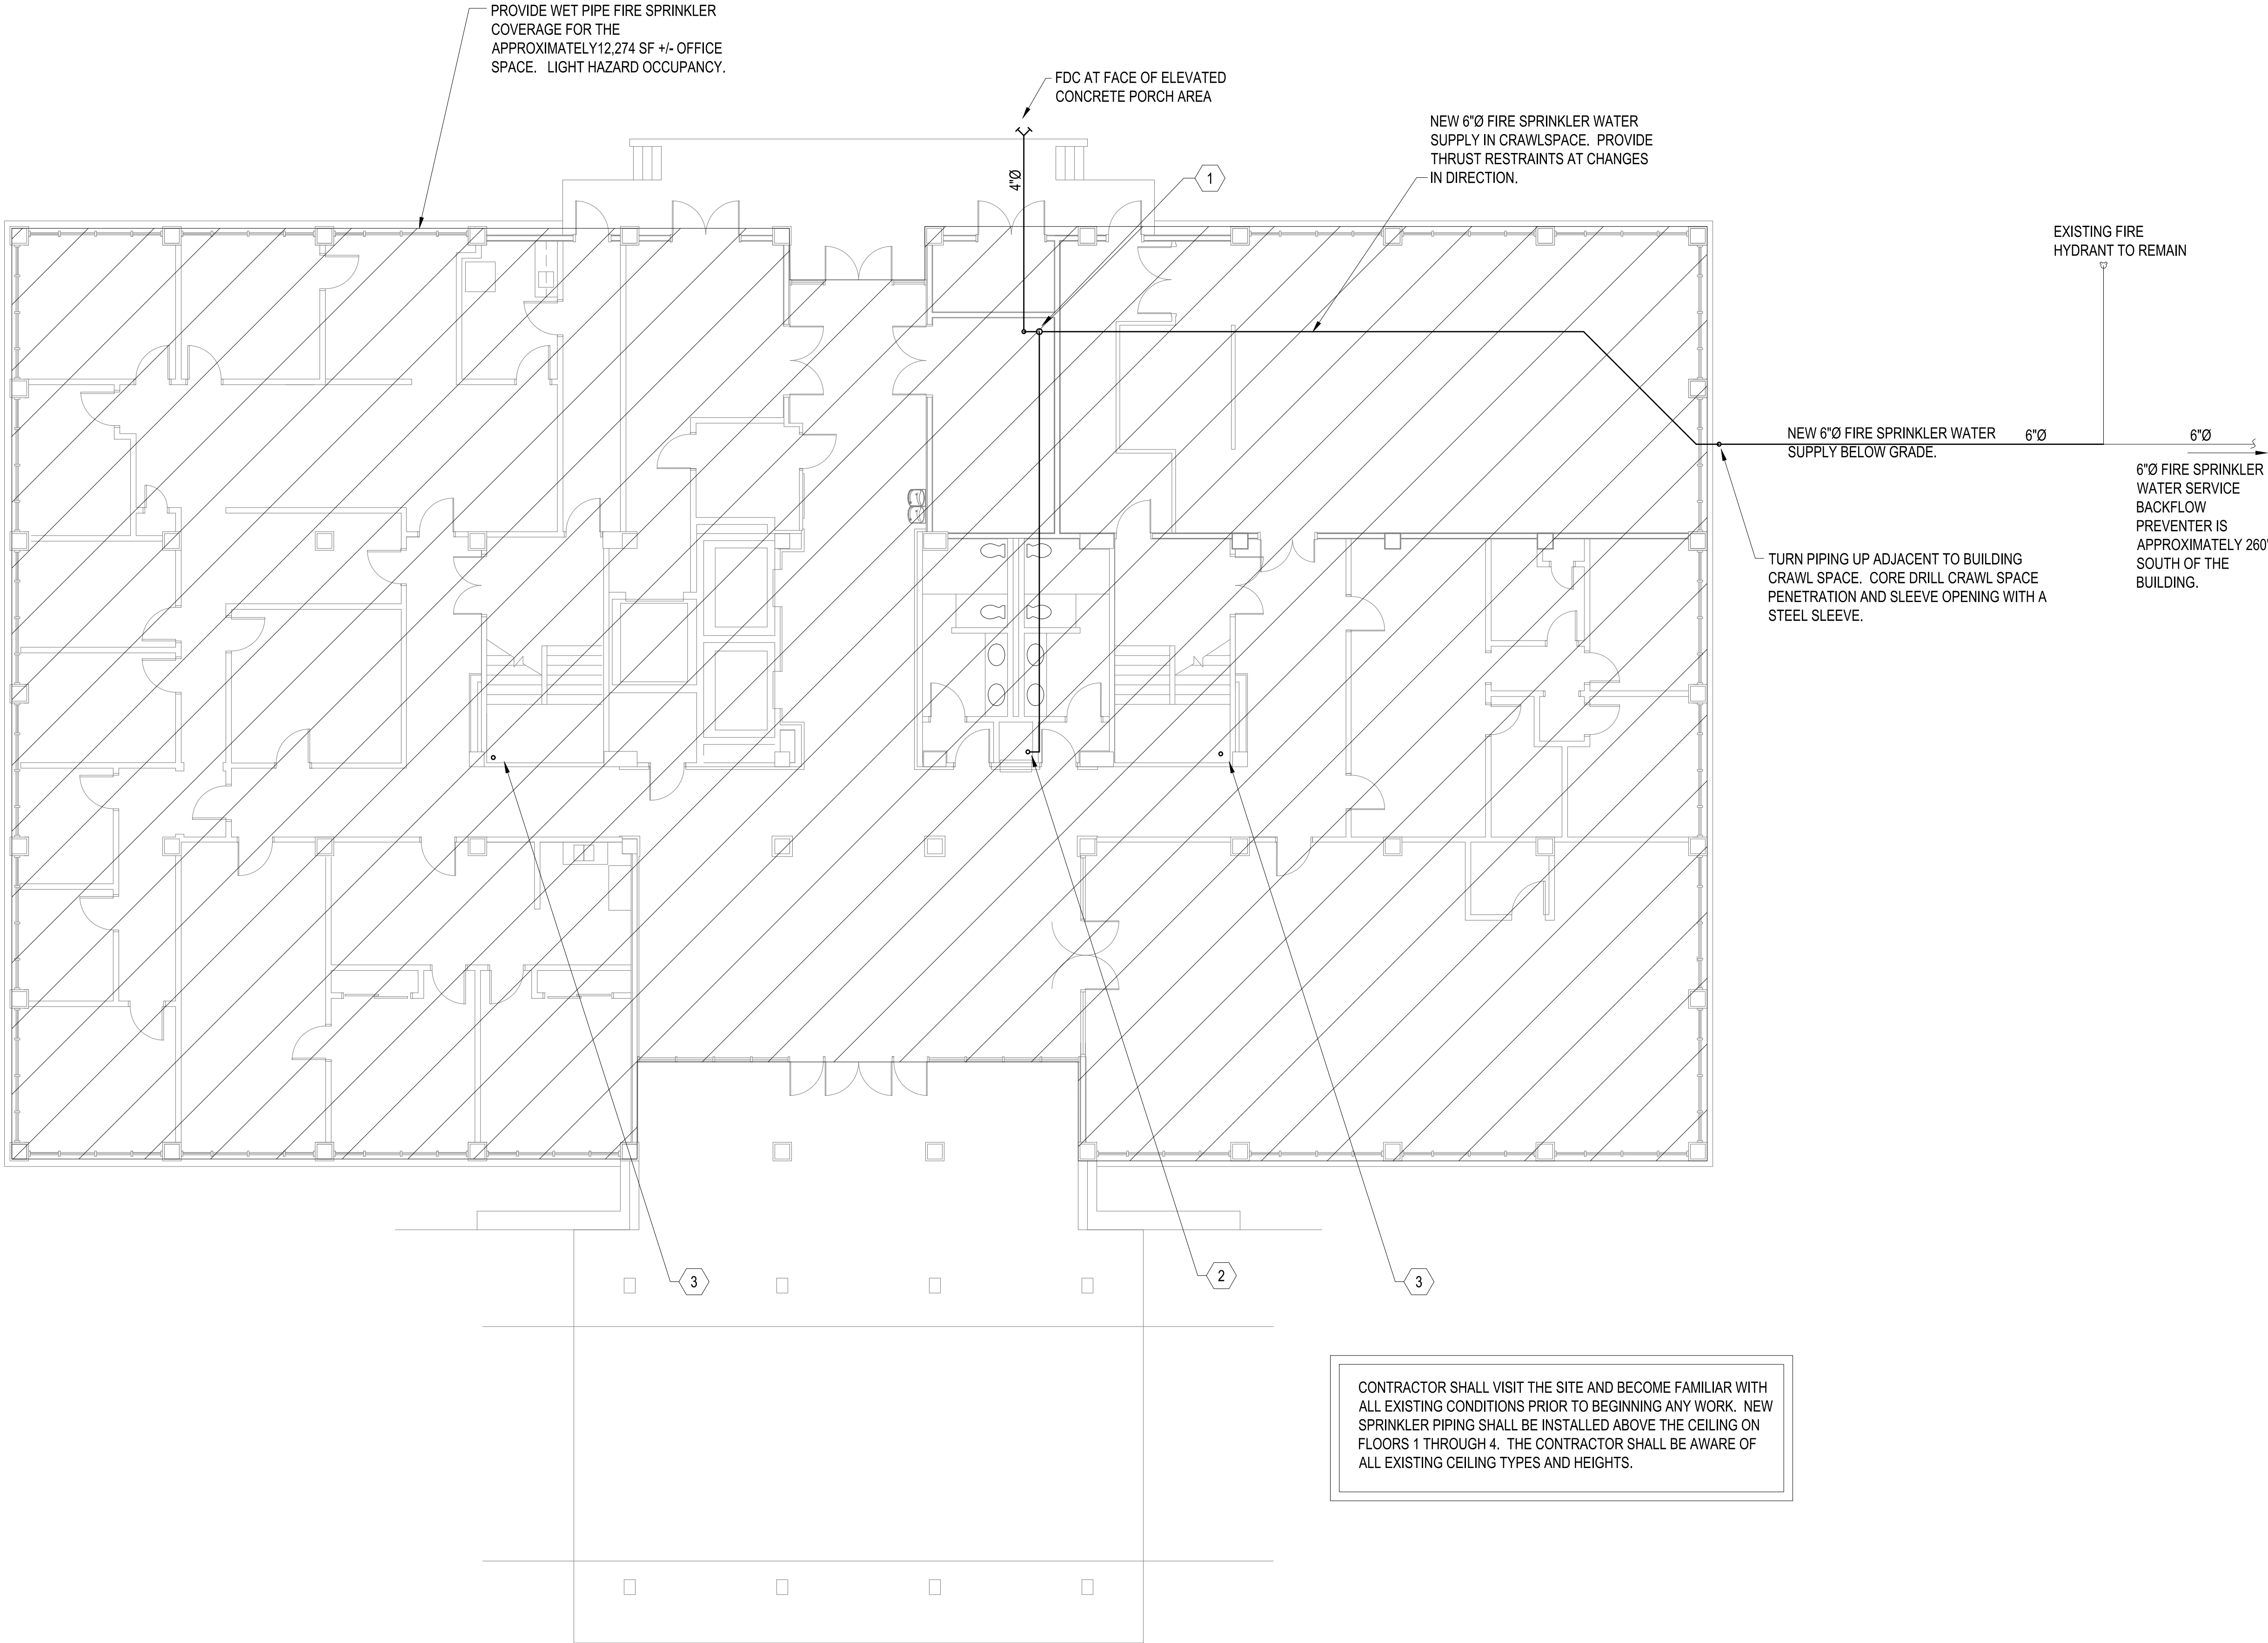 PROVIDE WET PIPE FIRE SPRINKLER
COVERAGE FOR THE
APPROXIMATELY12,274 SF +/- OFFICE
SPACE. LIGHT HAZARD OCCUPANCY.
FDC AT FACE OF ELEVATED
CONCRETE PORCH AREA
4"Ø
1
NEW 6"Ø FIRE SPRINKLER WATER
SUPPLY IN CRAWLSPACE. PROVIDE
THRUST RESTRAINTS AT CHANGES
IN DIRECTION.
EXISTING FIRE
HYDRANT TO REMAIN
NEW 6"Ø FIRE SPRINKLER WATER
SUPPLY BELOW GRADE.
6"Ø
6"Ø
6"Ø FIRE SPRINKLER
WATER SERVICE
BACKFLOW
PREVENTER IS
APPROXIMATELY 260'
SOUTH OF THE
BUILDING.
TURN PIPING UP ADJACENT TO BUILDING
CRAWL SPACE. CORE DRILL CRAWL SPACE
PENETRATION AND SLEEVE OPENING WITH A
STEEL SLEEVE.
3
2
3
CONTRACTOR SHALL VISIT THE SITE AND BECOME FAMILIAR WITH
ALL EXISTING CONDITIONS PRIOR TO BEGINNING ANY WORK. NEW
SPRINKLER PIPING SHALL BE INSTALLED ABOVE THE CEILING ON
FLOORS 1 THROUGH 4. THE CONTRACTOR SHALL BE AWARE OF
ALL EXISTING CEILING TYPES AND HEIGHTS.